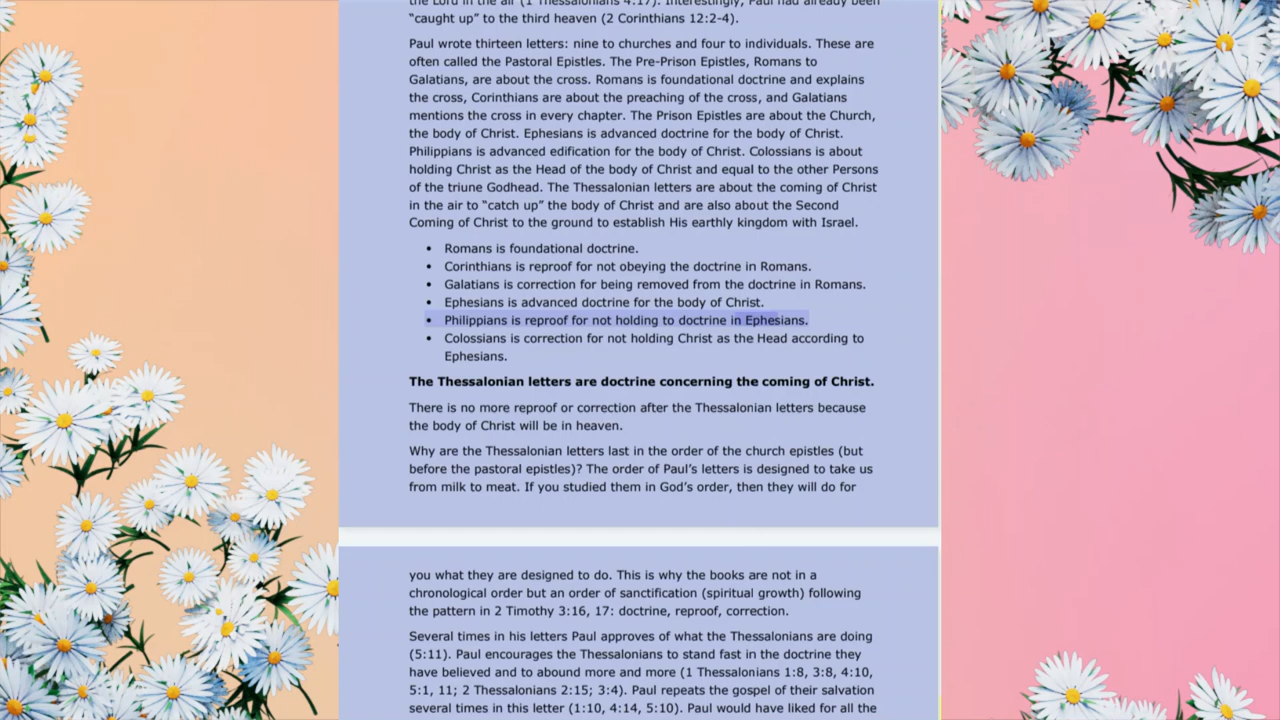 the Lord in the air (1 Thessalonians 4:17). Interestingly, Paul had already been
“caught up” to the third heaven (2 Corinthians 12:2-4).
Paul wrote thirteen letters: nine to churches and four to individuals. These are
often called the Pastoral Epistles. The Pre-Prison Epistles, Romans to
Galatians, are about the cross. Romans is foundational doctrine and explains
the cross, Corinthians are about the preaching of the cross, and Galatians
mentions the cross in every chapter. The Prison Epistles are about the Church,
the body of Christ. Ephesians is advanced doctrine for the body of Christ.
Philippians is advanced edification for the body of Christ. Colossians is about
holding Christ as the Head of the body of Christ and equal to the other Persons
of the triune Godhead. The Thessalonian letters are about the coming of Christ
in the air to “catch up” the body of Christ and are also about the Second
Coming of Christ to the ground to establish His earthly kingdom with Israel.
• Romans is foundational doctrine.
• Corinthians is reproof for not obeying the doctrine in Romans.
• Galatians is correction for being removed from the doctrine in Romans.
• Ephesians is advanced doctrine for the body of Christ.
• Philippians is reproof for not holding to doctrine in Ephesians.
• Colossians is correction for not holding Christ as the Head according to
Ephesians.
The Thessalonian letters are doctrine concerning the coming of Christ.
There is no more reproof or correction after the Thessalonian letters because
the body of Christ will be in heaven.
Why are the Thessalonian letters last in the order of the church epistles (but
before the pastoral epistles)? The order of Paul’s letters is designed to take us
from milk to meat. If you studied them in God’s order, then they will do for
you what they are designed to do. This is why the books are not in a
chronological order but an order of sanctification (spiritual growth) following
the pattern in 2 Timothy 3:16, 17: doctrine, reproof, correction.
Several times in his letters Paul approves of what the Thessalonians are doing
(5:11). Paul encourages the Thessalonians to stand fast in the doctrine they
have believed and to abound more and more (1 Thessalonians 1:8, 3:8, 4:10,
5:1, 11; 2 Thessalonians 2:15; 3:4). Paul repeats the gospel of their salvation
several times in this letter (1:10, 4:14, 5:10). Paul would have liked for all the